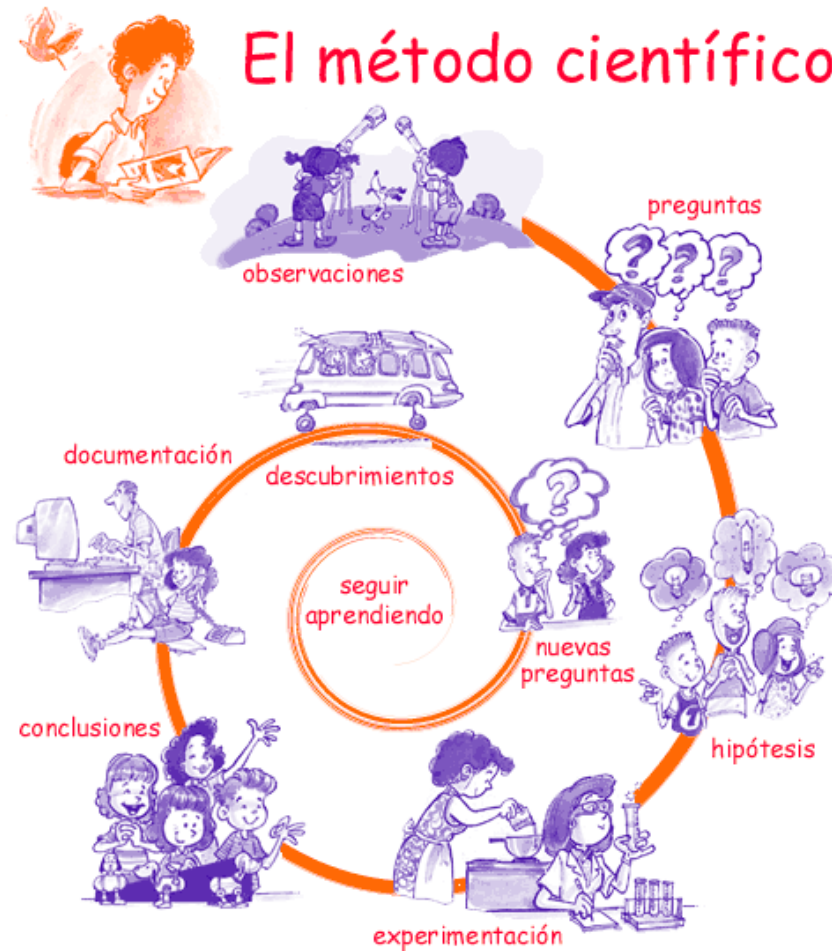 El método científico
observaciones
preguntas
hipótesis
experimentación
conclusiones
documentación
descubrimientos
nuevas
preguntas
seguir
aprendiendo